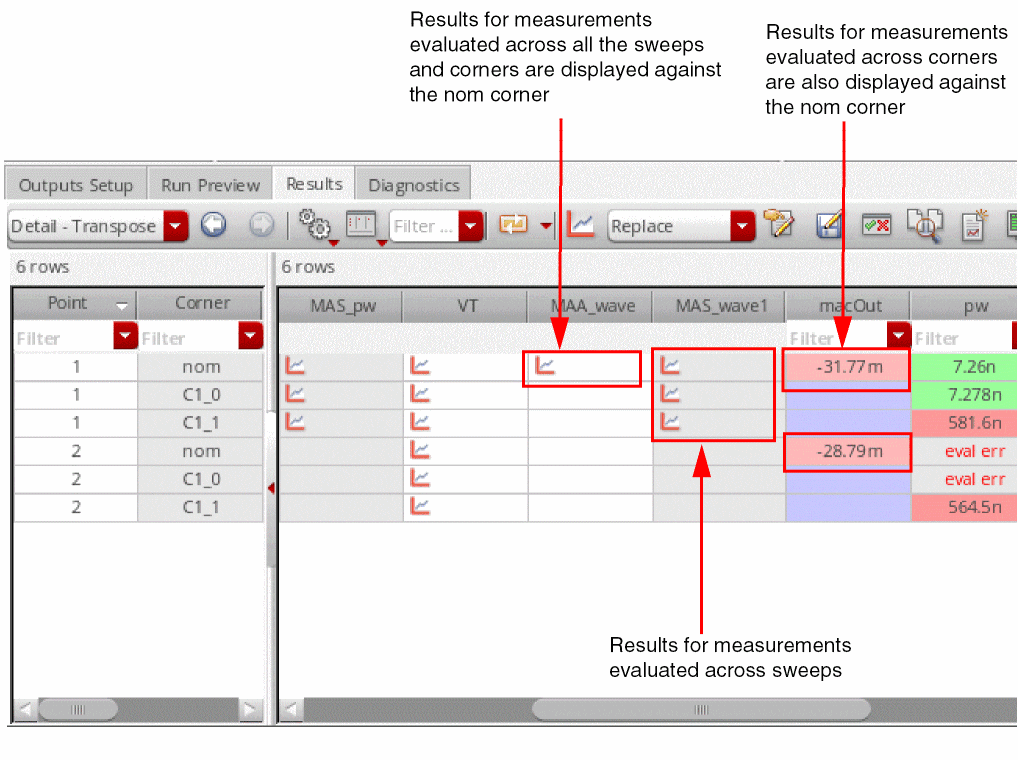 Results for measurements
evaluated across all the sweeps
and corners are displayed against
the nom corner
Results for measurements
evaluated across corners
are also displayed against
the nom corner
Outputs Setup Run Preview Results Diagnostics
Detail - Transpose Filter ... Replace
6 rows 6 rows
Point Corner MAS_pw VT MAA_wave MAS_wave1 macOut pw
Filter Filter Filter Filter
1 nom -31.77m 7.26n
1 C1_0 7.278n
1 C1_1 581.6n
2 nom -28.79m eval err
2 C1_0 eval err
2 C1_1 564.5n
Results for measurements
evaluated across sweeps